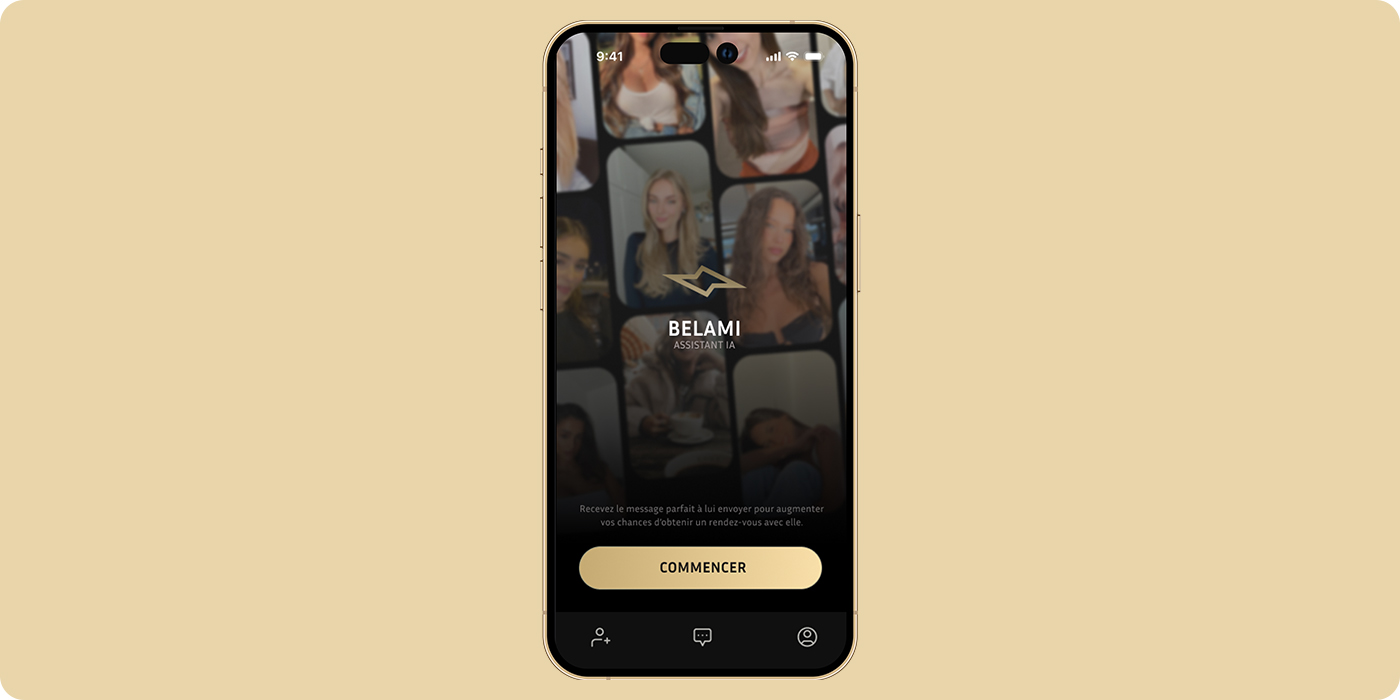 9:41
BELAMI
ASSISTANT IA
Recevez le message parfait à lui envoyer pour augmenter
vos chances d'obtenir un rendez-vous avec elle.
COMMENCER